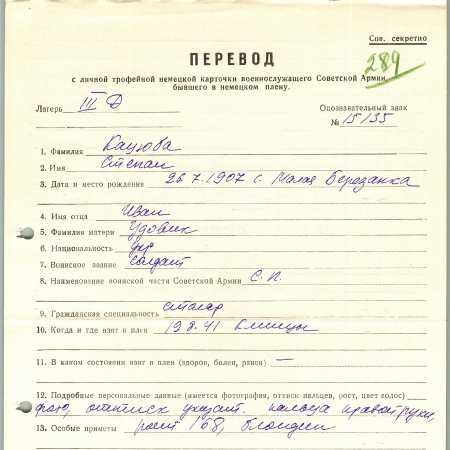 Сов. секретно
ПЕРЕВОД
289
с личной трофейной немецкой карточки военнослужащего Советской Армии,
бывшего в немецком плену.
Лагерь III Д
Опознавательный знак
№ 15135
1. Фамилия Кацюба
2. Имя Степан
3. Дата и место рождения 26.7.1907 с. Малая Березанка
4. Имя отца Иван
5. Фамилия матери Удовик
6. Национальность укр
7. Воинское звание солдат
8. Наименование воинской части Советской Армии С. П.
9. Гражданская специальность столяр
10. Когда и где взят в плен 19 8. 41 Клинцы
11. В каком состоянии взят в плен (здоров, болен, ранен) —
12. Подробные персональные данные (имеется фотография, оттиск пальцев, рост, цвет волос)
фото, оттиск указат. пальца правой руки,
13. Особые приметы рост 168, блондин